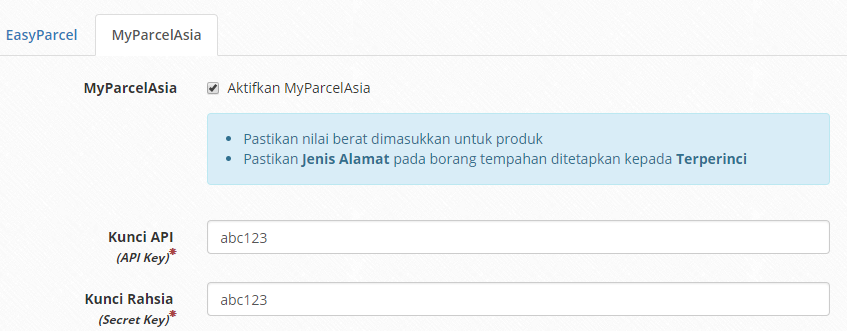 EasyParcel MyParcelAsia
MyParcelAsia Aktifkan MyParcelAsia
Pastikan nilai berat dimasukkan untuk produk
Pastikan Jenis Alamat pada borang tempahan ditetapkan kepada Terperinci
Kunci API abc123
(API Key)*
Kunci Rahsia abc123
(Secret Key)*